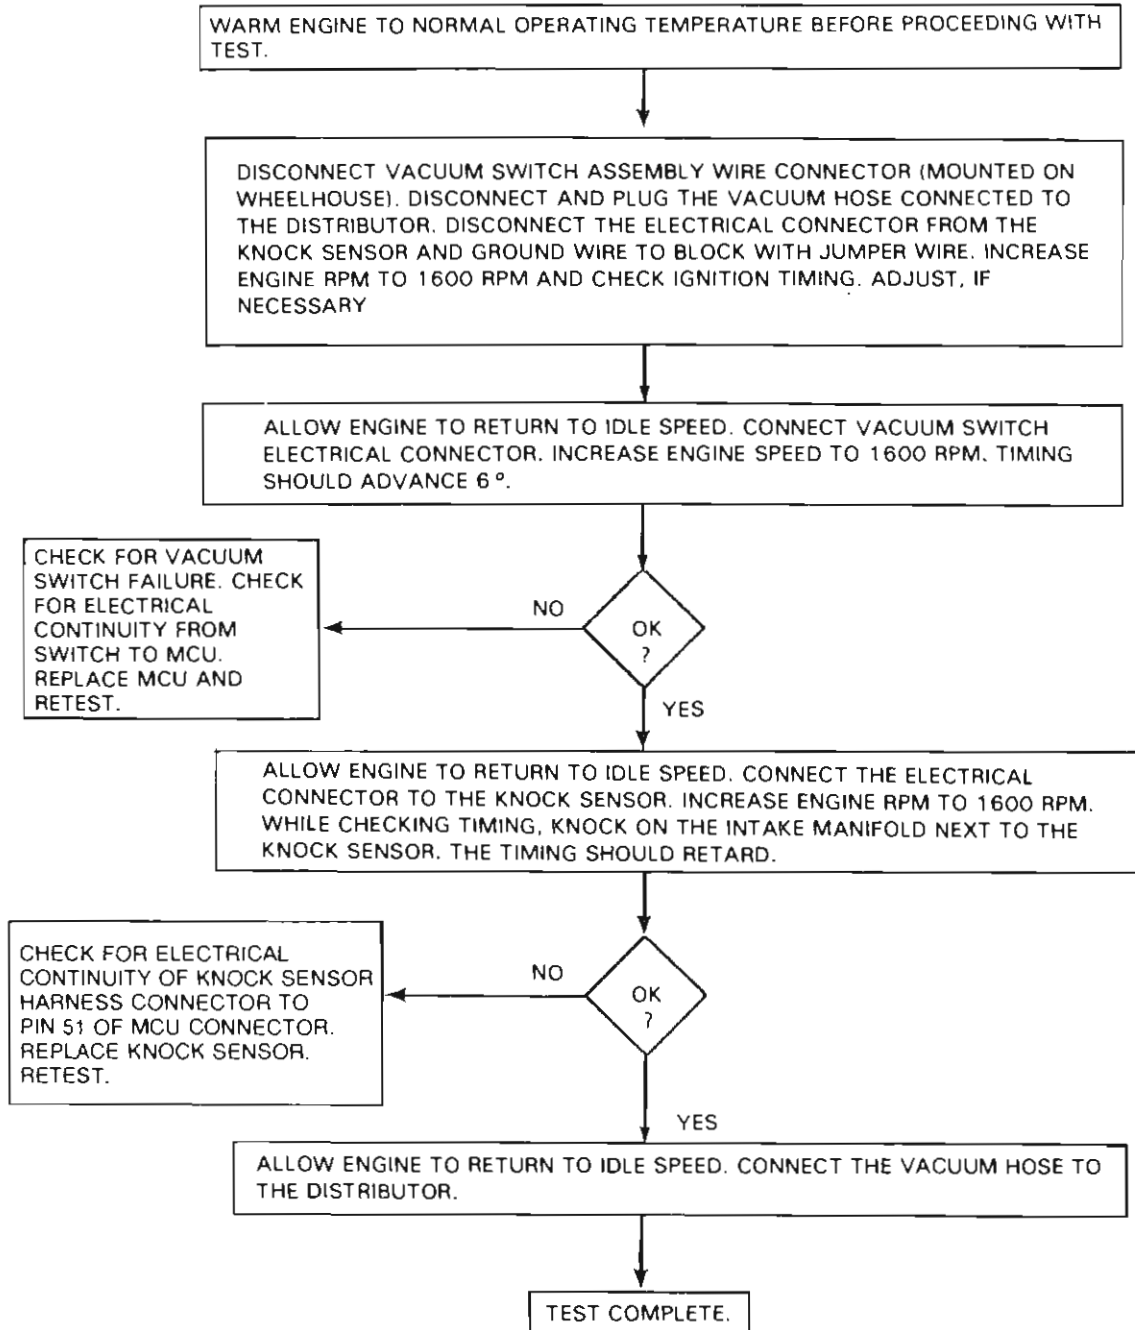 WARM ENGINE TO NORMAL OPERATING TEMPERATURE BEFORE PROCEEDING WITH
TEST.
DISCONNECT VACUUM SWITCH ASSEMBLY WIRE CONNECTOR (MOUNTED ON
WHEELHOUSE). DISCONNECT AND PLUG THE VACUUM HOSE CONNECTED TO
THE DISTRIBUTOR. DISCONNECT THE ELECTRICAL CONNECTOR FROM THE
KNOCK SENSOR AND GROUND WIRE TO BLOCK WITH JUMPER WIRE. INCREASE
ENGINE RPM TO 1600 RPM AND CHECK IGNITION TIMING. ADJUST, IF
NECESSARY
ALLOW ENGINE TO RETURN TO IDLE SPEED. CONNECT VACUUM SWITCH
ELECTRICAL CONNECTOR. INCREASE ENGINE SPEED TO 1600 RPM. TIMING
SHOULD ADVANCE 6°.
CHECK FOR VACUUM
SWITCH FAILURE. CHECK
FOR ELECTRICAL
CONTINUITY FROM
SWITCH TO MCU.
REPLACE MCU AND
RETEST.
NO
OK
?
YES
ALLOW ENGINE TO RETURN TO IDLE SPEED. CONNECT THE ELECTRICAL
CONNECTOR TO THE KNOCK SENSOR. INCREASE ENGINE RPM TO 1600 RPM.
WHILE CHECKING TIMING, KNOCK ON THE INTAKE MANIFOLD NEXT TO THE
KNOCK SENSOR. THE TIMING SHOULD RETARD.
CHECK FOR ELECTRICAL
CONTINUITY OF KNOCK SENSOR
HARNESS CONNECTOR TO
PIN 51 OF MCU CONNECTOR.
REPLACE KNOCK SENSOR.
RETEST.
NO
OK
?
YES
ALLOW ENGINE TO RETURN TO IDLE SPEED. CONNECT THE VACUUM HOSE TO
THE DISTRIBUTOR.
TEST COMPLETE.